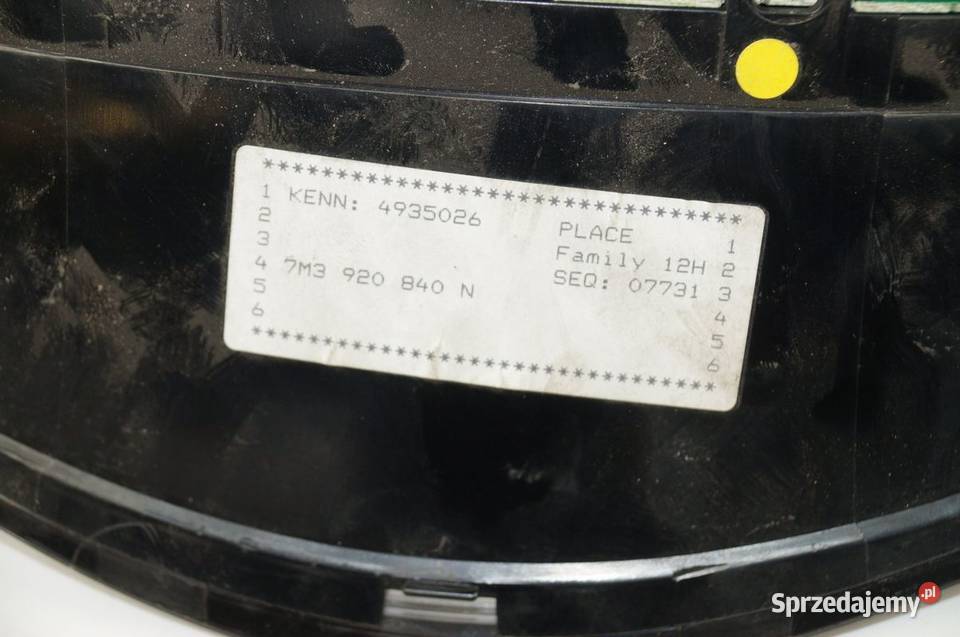 *********************************
1 KENN: 4935026 PLACE 1
2 Family 12H 2
3 SEQ: 07731 3
4 7M3 920 840 N 4
5 5
6 6
*********************************
Sprzedajemy.pl